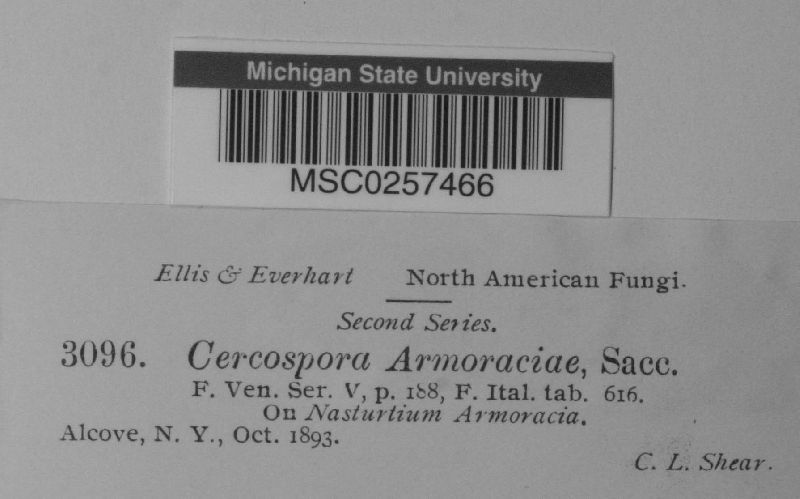 Michigan State University
MSC0257466
Ellis & Everhart North American Fungi.
Second Series.
3096. Cercospora Armoraciae, Sacc.
F. Ven. Ser. V, p. 188, F. Ital. tab. 616.
On Nasturtium Armoracia.
Alcove, N. Y., Oct. 1893.
C. L. Shear.